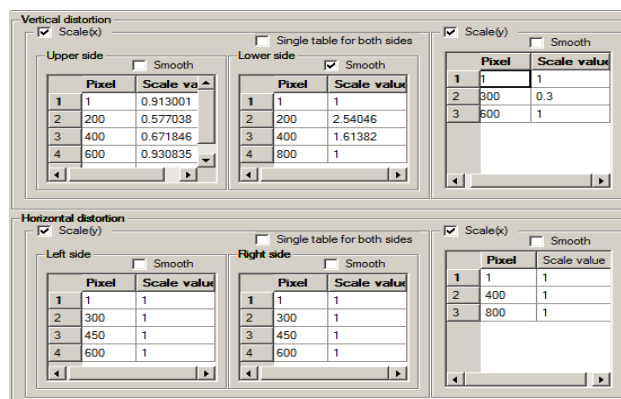 Vertical distortion
Scale(x)
Single table for both sides
Upper side
Smooth
Pixel Scale va
1 1 0.913001
2 200 0.577038
3 400 0.671846
4 600 0.930835
Lower side
Smooth
Pixel Scale value
1 1 1
2 200 2.54046
3 400 1.61382
4 800 1
Scale(y)
Smooth
Pixel Scale value
1 1 1
2 300 0.3
3 600 1
Horizontal distortion
Scale(y)
Single table for both sides
Left side
Smooth
Pixel Scale value
1 1 1
2 300 1
3 450 1
4 600 1
Right side
Smooth
Pixel Scale value
1 1 1
2 300 1
3 450 1
4 600 1
Scale(x)
Smooth
Pixel Scale value
1 1 1
2 400 1
3 800 1